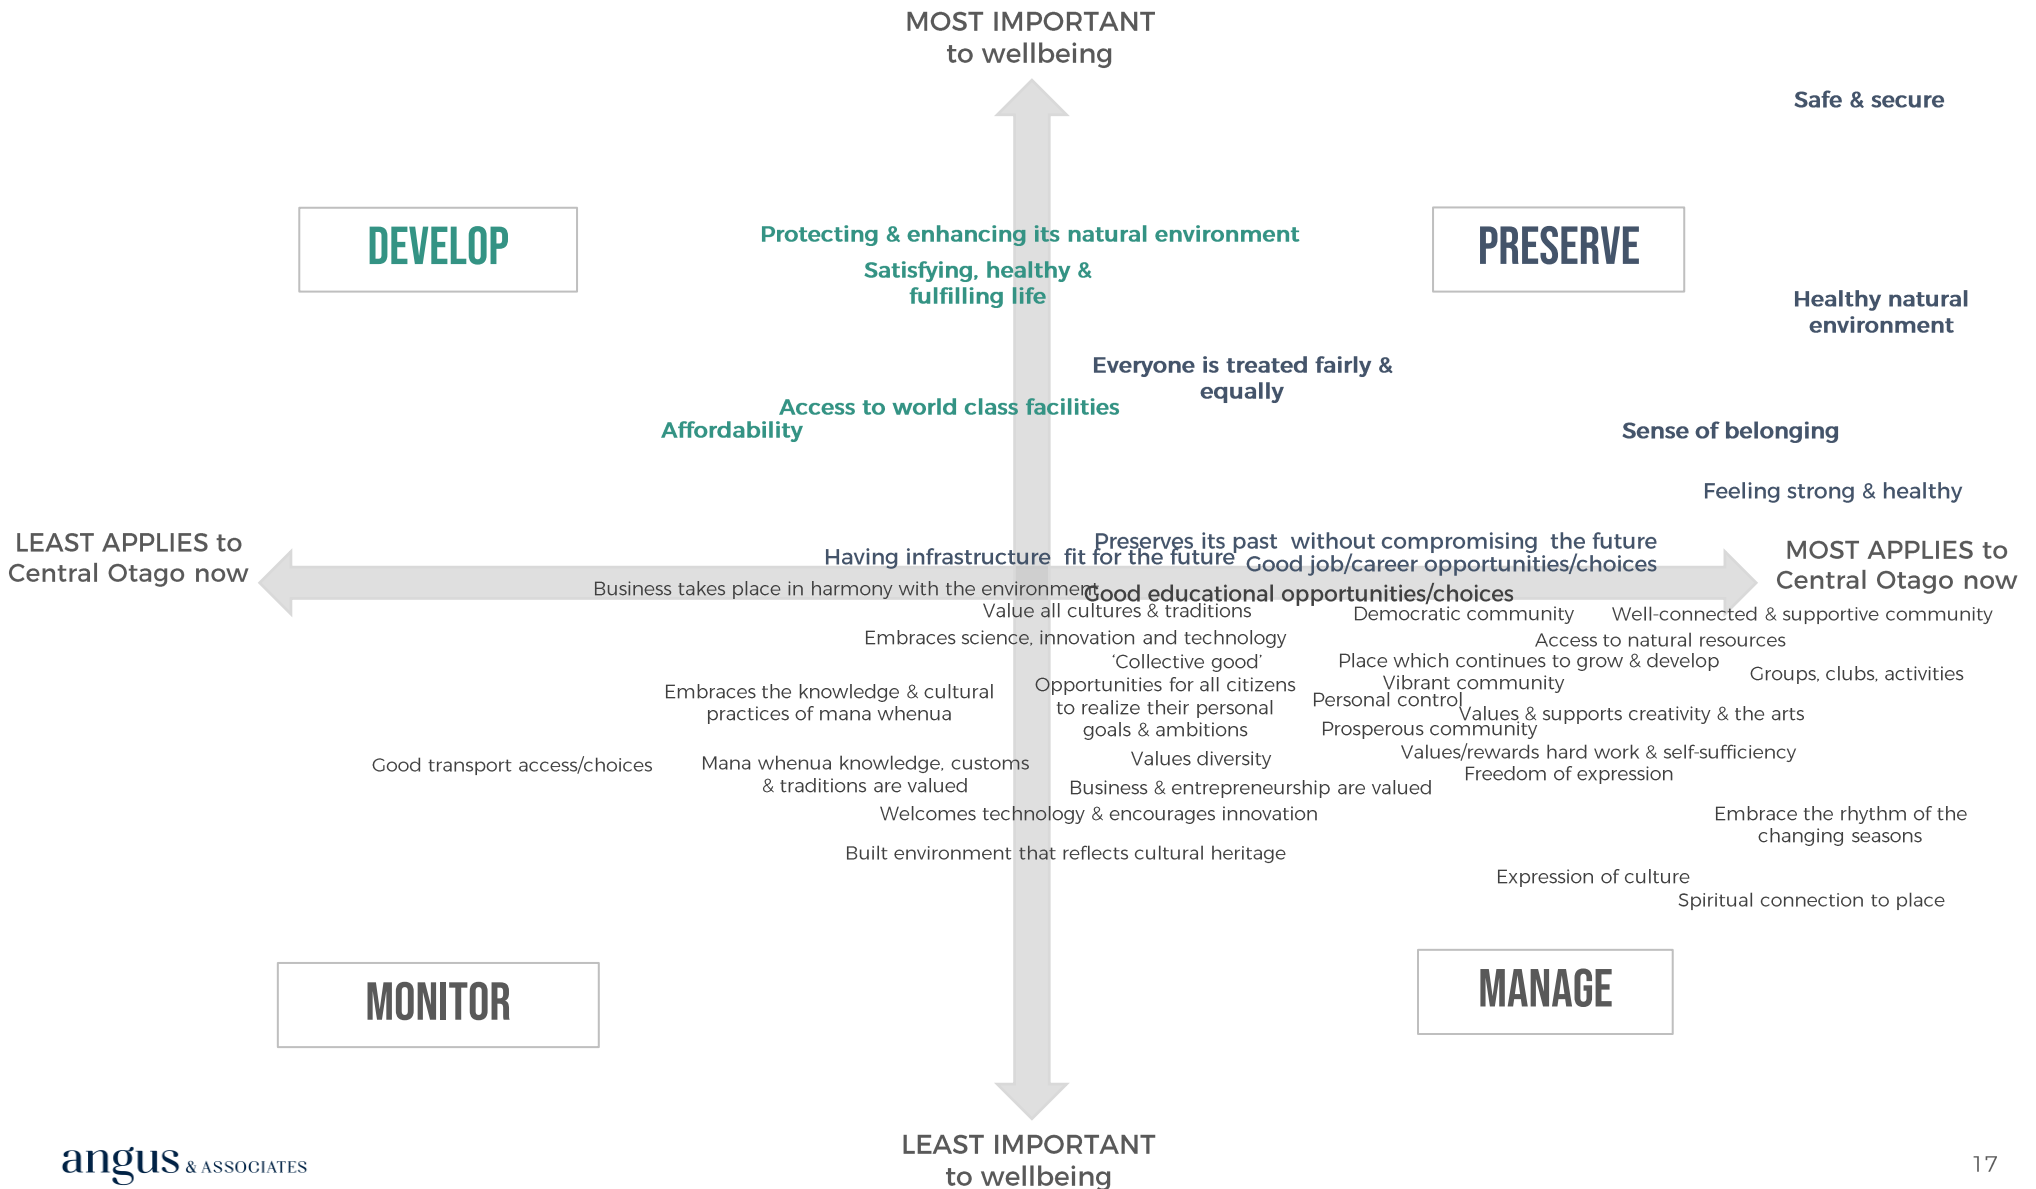 MOST IMPORTANT
to wellbeing
Safe & secure
DEVELOP
PRESERVE
Protecting & enhancing its natural environment
Satisfying, healthy &
fulfilling life
Healthy natural
environment
Everyone is treated fairly &
equally
Access to world class facilities
Affordability
Sense of belonging
Feeling strong & healthy
LEAST APPLIES to
Central Otago now
MOST APPLIES to
Central Otago now
Preserves its past without compromising the future
Having infrastructure fit for the future
Good job/career opportunities/choices
Business takes place in harmony with the environment
Good educational opportunities/choices
Value all cultures & traditions
Democratic community
Well-connected & supportive community
Embraces science, innovation and technology
Access to natural resources
‘Collective good’
Place which continues to grow & develop
Groups, clubs, activities
Opportunities for all citizens
to realize their personal
goals & ambitions
Vibrant community
Embraces the knowledge & cultural
practices of mana whenua
Personal control
Values & supports creativity & the arts
Prosperous community
Values/rewards hard work & self-sufficiency
Good transport access/choices
Mana whenua knowledge, customs
& traditions are valued
Values diversity
Freedom of expression
Business & entrepreneurship are valued
Welcomes technology & encourages innovation
Embrace the rhythm of the
changing seasons
Built environment that reflects cultural heritage
Expression of culture
Spiritual connection to place
MONITOR
MANAGE
LEAST IMPORTANT
to wellbeing
angus & ASSOCIATES
17